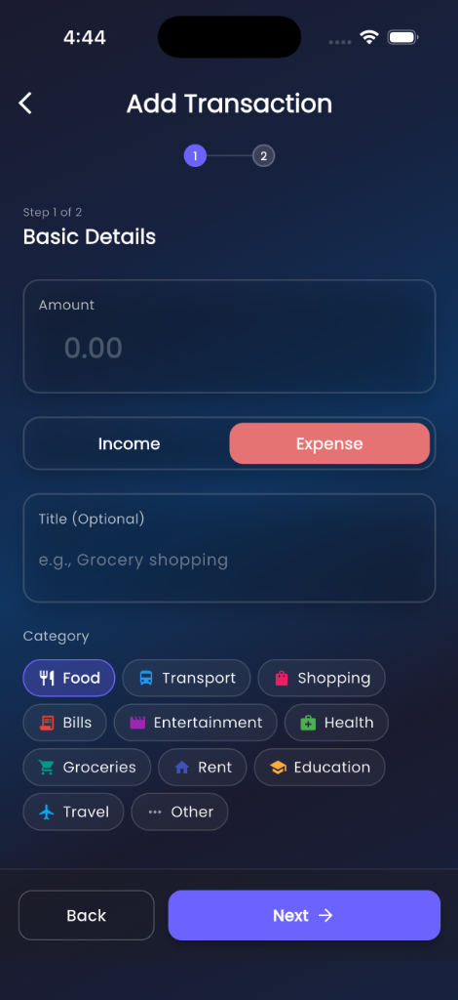 4:44
Add Transaction
1 2
Step 1 of 2
Basic Details
Amount
0.00
Income Expense
Title (Optional)
e.g., Grocery shopping
Category
Food Transport Shopping
Bills Entertainment Health
Groceries Rent Education
Travel Other
Back Next →